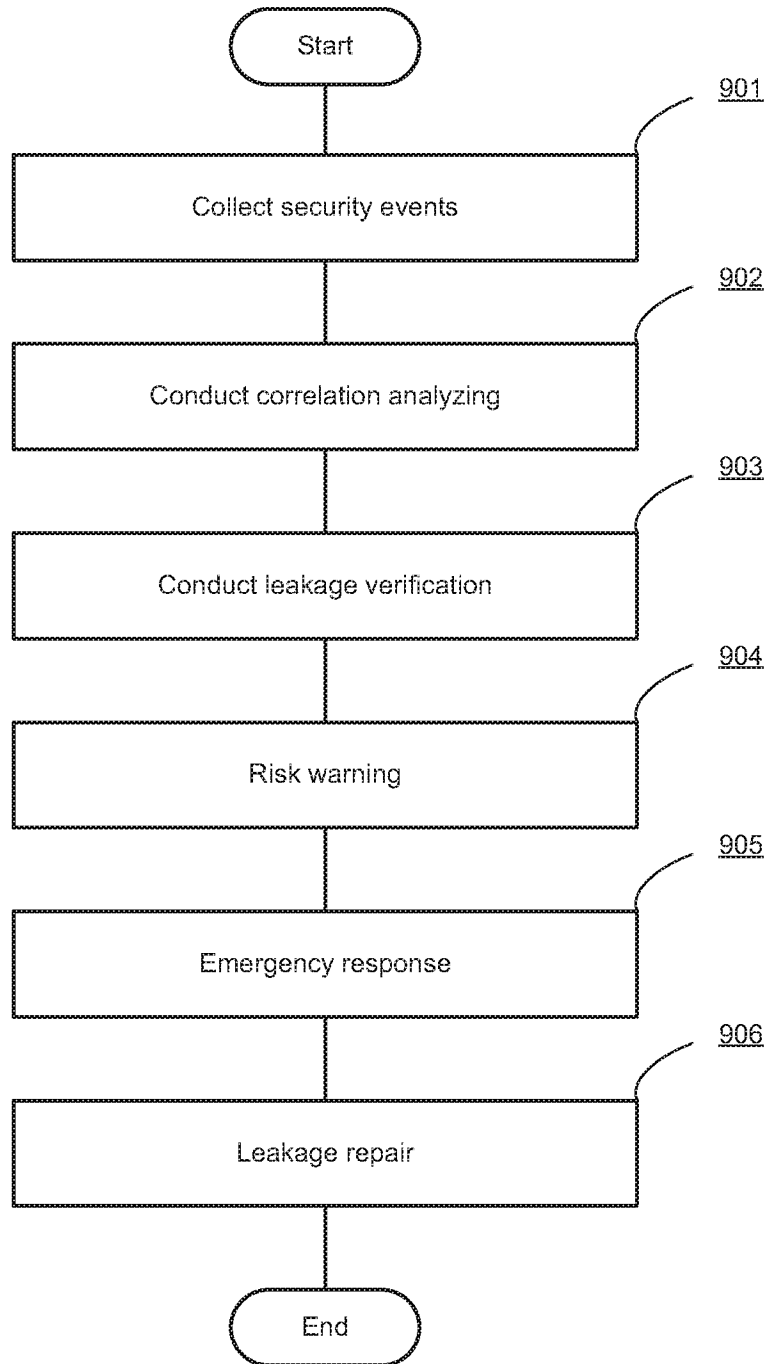 Start
901
Collect security events
902
Conduct correlation analyzing
903
Conduct leakage verification
904
Risk warning
905
Emergency response
906
Leakage repair
End